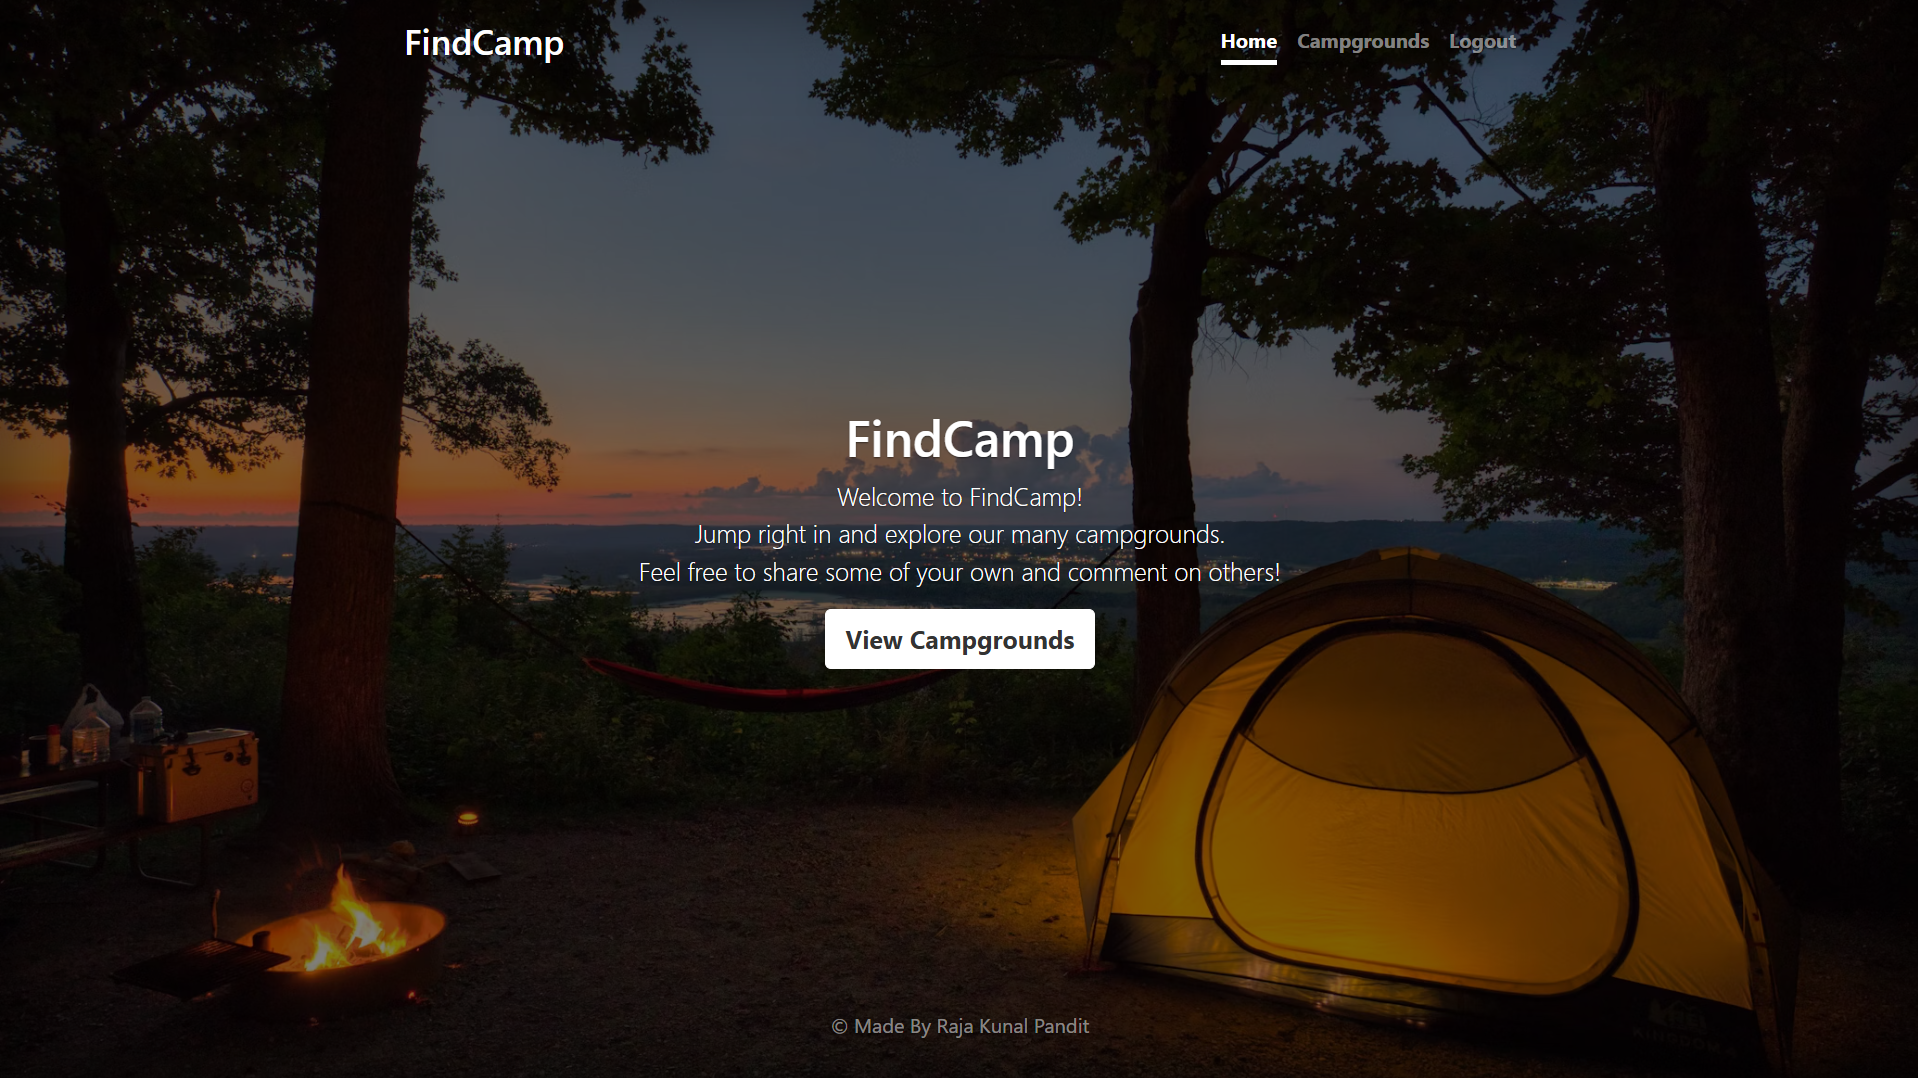 FindCamp
Home Campgrounds Logout
FindCamp
Welcome to FindCamp!
Jump right in and explore our many campgrounds.
Feel free to share some of your own and comment on others!
View Campgrounds
© Made By Raja Kunal Pandit